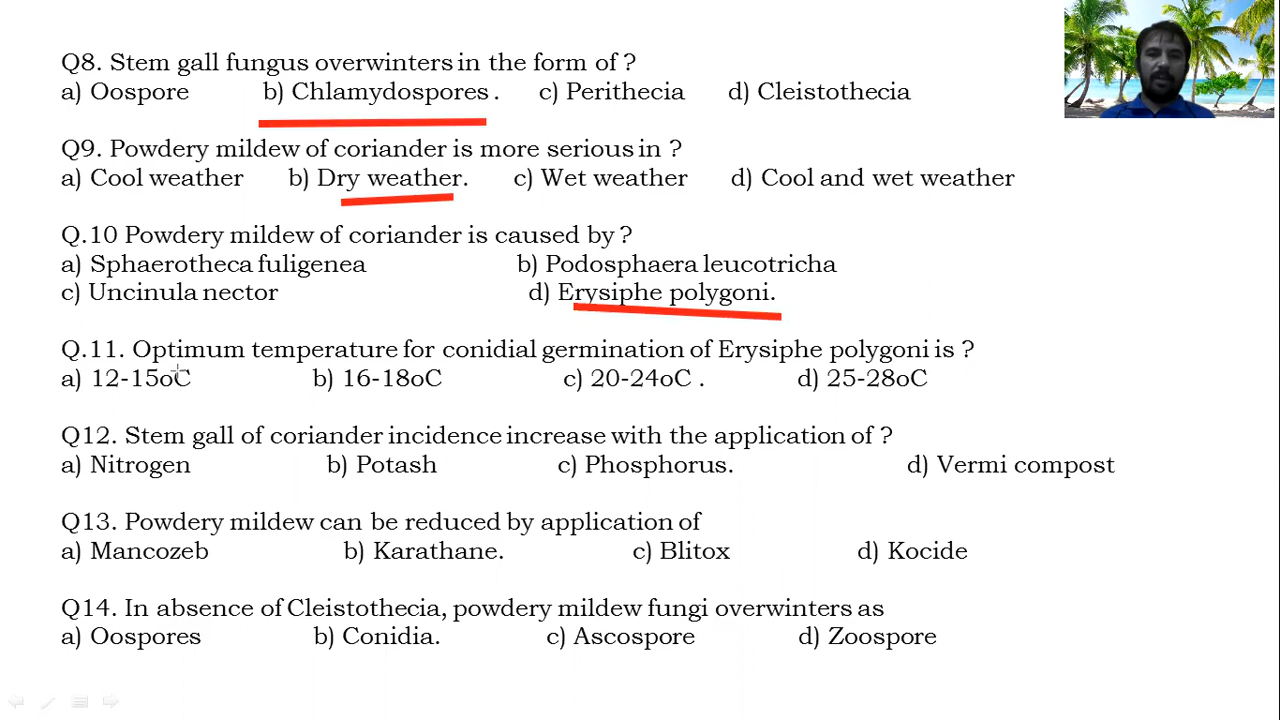 Q8. Stem gall fungus overwinters in the form of ?
a) Oospore b) Chlamydospores . c) Perithecia d) Cleistothecia
Q9. Powdery mildew of coriander is more serious in ?
a) Cool weather b) Dry weather. c) Wet weather d) Cool and wet weather
Q.10 Powdery mildew of coriander is caused by ?
a) Sphaerotheca fuligenea b) Podosphaera leucotricha
c) Uncinula nector d) Erysiphe polygoni.
Q.11. Optimum temperature for conidial germination of Erysiphe polygoni is ?
a) 12-15oC b) 16-18oC c) 20-24oC . d) 25-28oC
Q12. Stem gall of coriander incidence increase with the application of ?
a) Nitrogen b) Potash c) Phosphorus. d) Vermi compost
Q13. Powdery mildew can be reduced by application of
a) Mancozeb b) Karathane. c) Blitox d) Kocide
Q14. In absence of Cleistothecia, powdery mildew fungi overwinters as
a) Oospores b) Conidia. c) Ascospore d) Zoospore